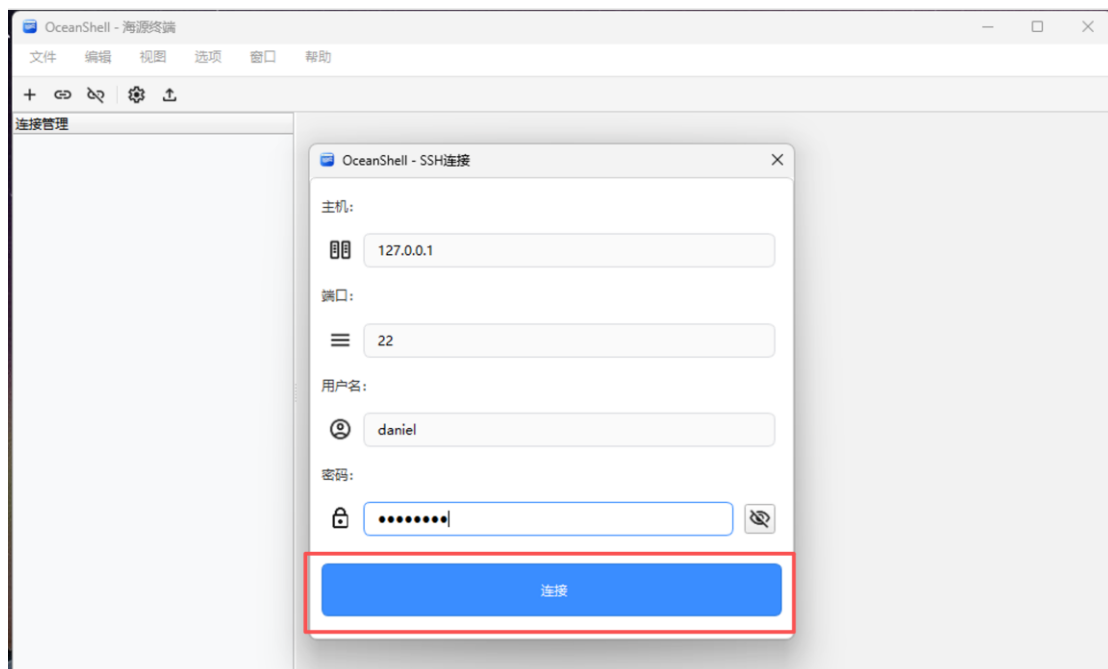 OceanShell - 海源终端
文件 编辑 视图 选项 窗口 帮助
连接管理
OceanShell - SSH连接
主机:
127.0.0.1
端口:
22
用户名:
daniel
密码:
••••••••
连接